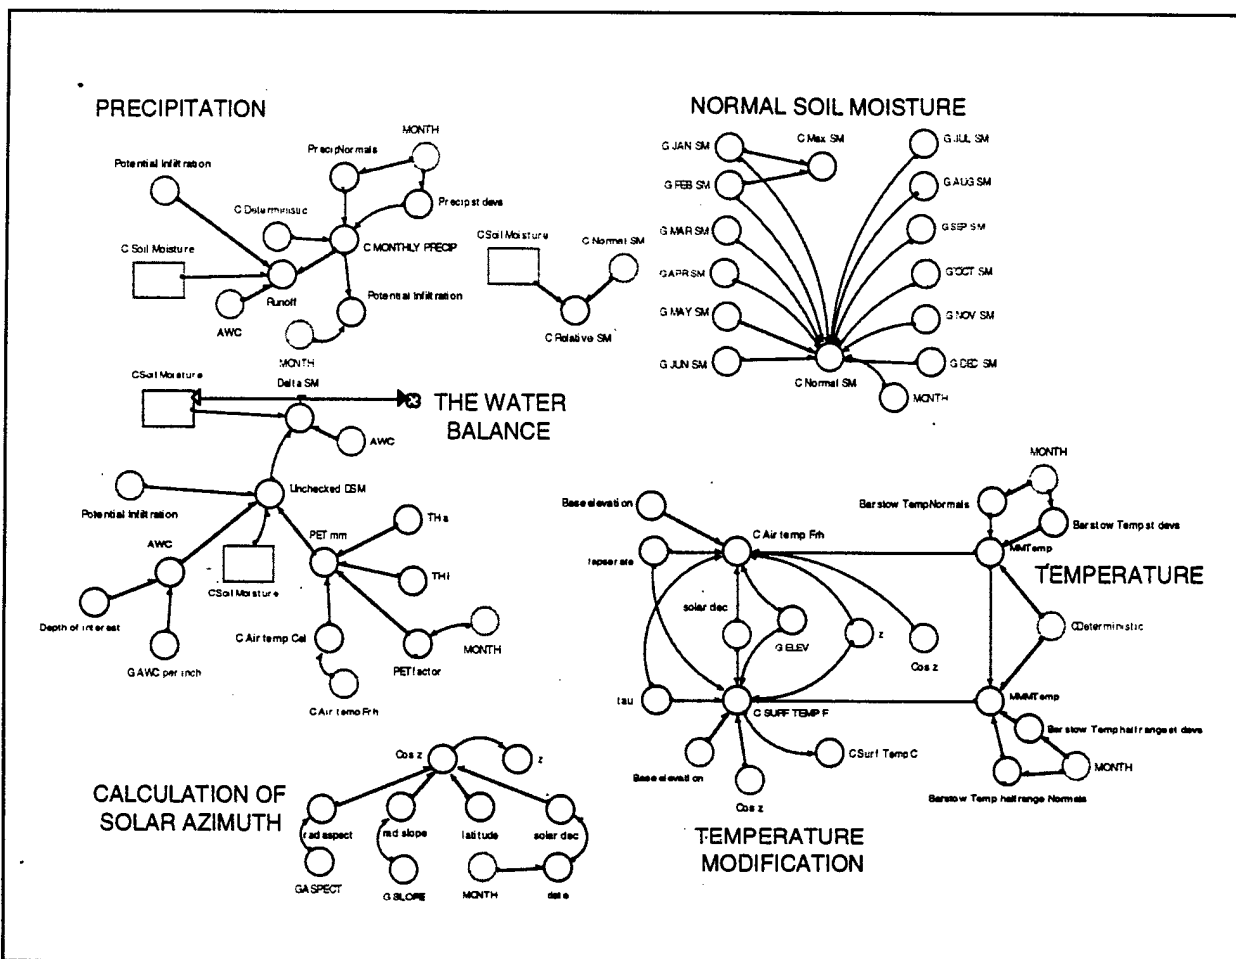 PRECIPITATION
MONTH
PrecipNormals
Potential Infiltration
Precip st devs
C Deterministic
C Soil Moisture
C MONTHLY PRECIP
Runoff
AWC
Potential Infiltration
MONTH
CSoil Moisture
C Normal SM
C Relative SM
NORMAL SOIL MOISTURE
G JAN SM
C Max SM
G JUL SM
G FEB SM
G AUG SM
G MAR SM
G SEP SM
G APR SM
G OCT SM
G MAY SM
G NOV SM
G JUN SM
C Normal SM
G DEC SM
MONTH
CSoil Moisture
Delta SM
THE WATER
BALANCE
AWC
Unchecked DSM
Potential Infiltration
THa
PET mm
AWC
THI
CSoil Moisture
Depth of interest
C Air temp Cel
MONTH
G AWC per inch
PET factor
C Air temp Frh
MONTH
Base elevation
Barstow TempNormals
C Air temp Frh
Barstow Temp st devs
lapse rate
MMTemp
TEMPERATURE
solar dec
CDeterministic
G ELEV
z
Cos z
tau
C SURF TEMP F
MMMTemp
Barstow Temp half range st devs
CSurf Temp C
Base elevation
MONTH
Cos z
Barstow Temp half range Normals
TEMPERATURE
MODIFICATION
Cos z
z
CALCULATION OF
SOLAR AZIMUTH
rad aspect
rad slope
latitude
solar dec
GASPECT
G SLOPE
MONTH
date